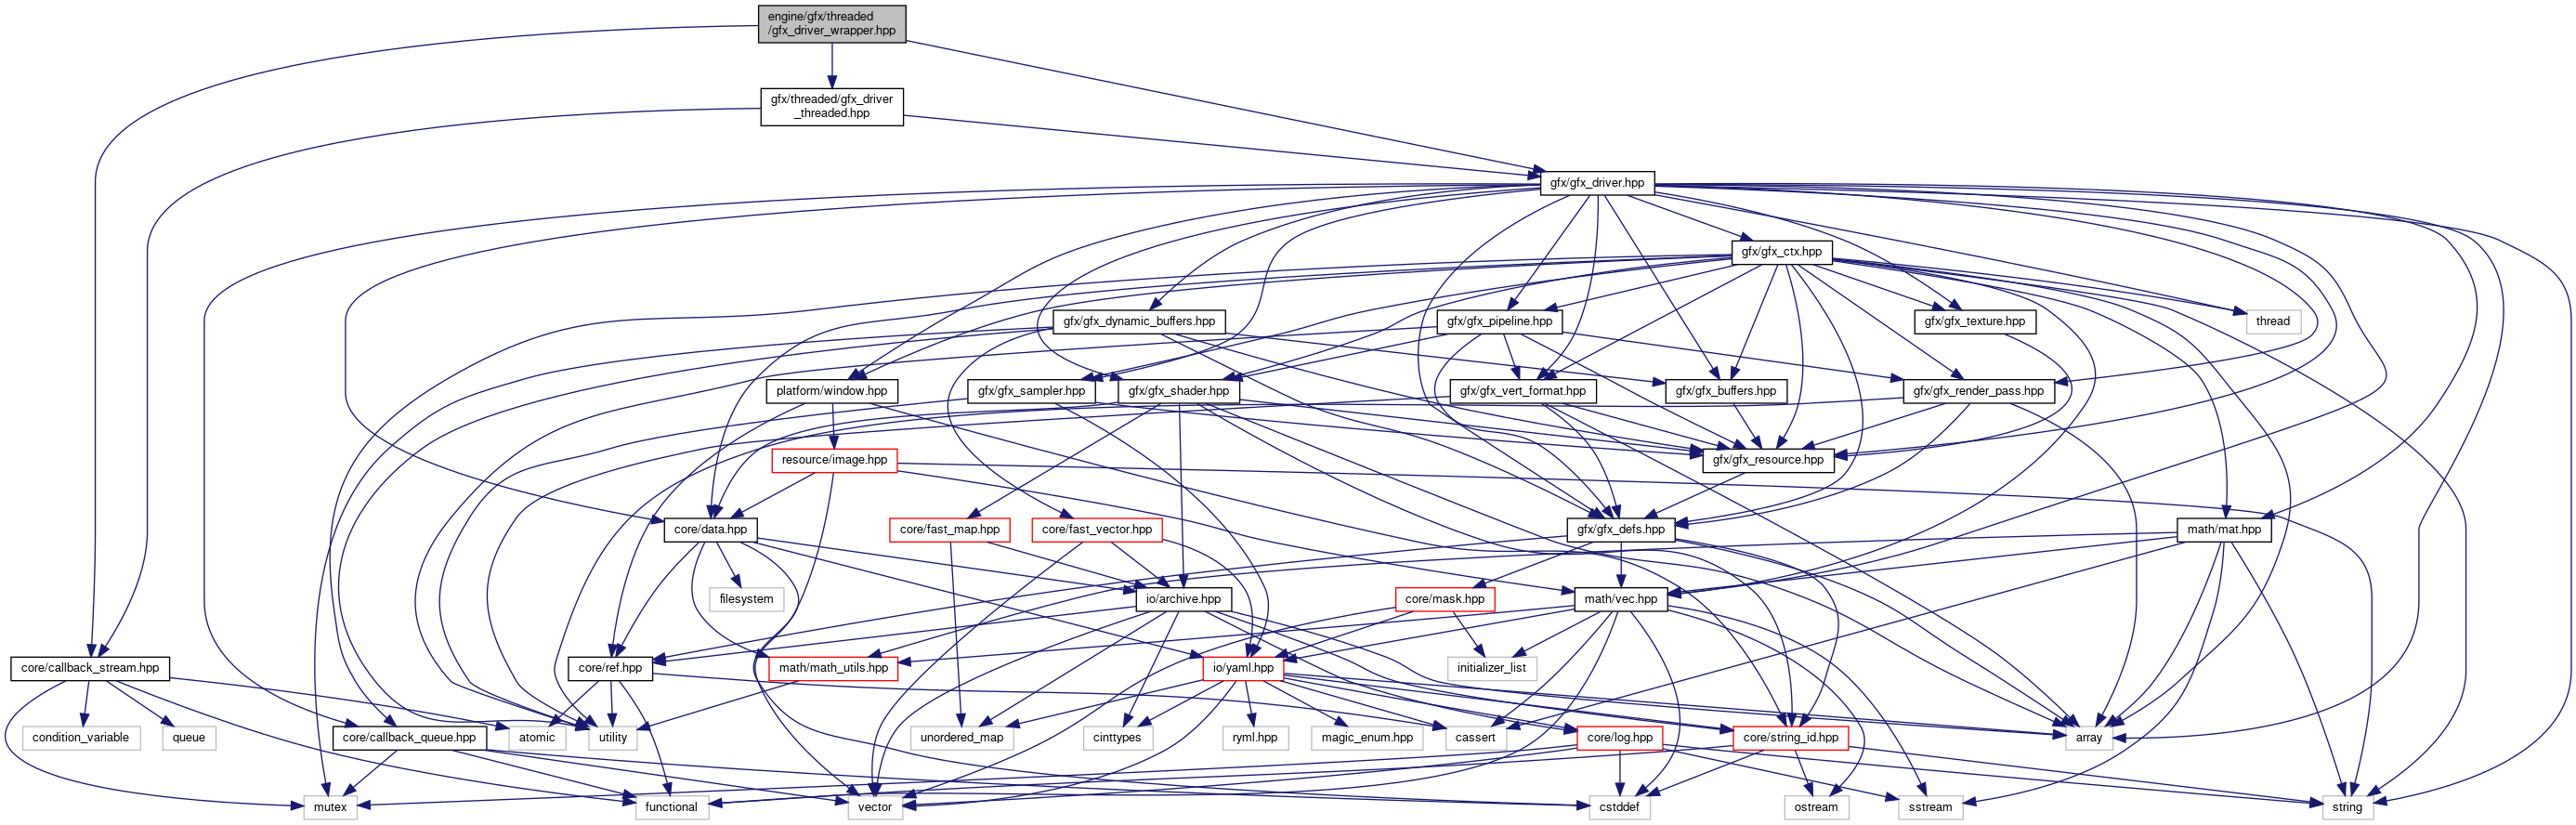 engine/gfx/threaded
/gfx_driver_wrapper.hpp
gfx/threaded/gfx_driver
_threaded.hpp
gfx/gfx_driver.hpp
gfx/gfx_ctx.hpp
gfx/gfx_dynamic_buffers.hpp
gfx/gfx_pipeline.hpp
gfx/gfx_texture.hpp
thread
platform/window.hpp
gfx/gfx_sampler.hpp
gfx/gfx_shader.hpp
gfx/gfx_vert_format.hpp
gfx/gfx_buffers.hpp
gfx/gfx_render_pass.hpp
resource/image.hpp
gfx/gfx_resource.hpp
core/data.hpp
core/fast_map.hpp
core/fast_vector.hpp
gfx/gfx_defs.hpp
math/mat.hpp
filesystem
io/archive.hpp
core/mask.hpp
math/vec.hpp
core/callback_stream.hpp
core/ref.hpp
math/math_utils.hpp
io/yaml.hpp
initializer_list
condition_variable
queue
core/callback_queue.hpp
atomic
utility
unordered_map
cinttypes
ryml.hpp
magic_enum.hpp
cassert
core/log.hpp
core/string_id.hpp
array
mutex
functional
vector
cstddef
ostream
sstream
string